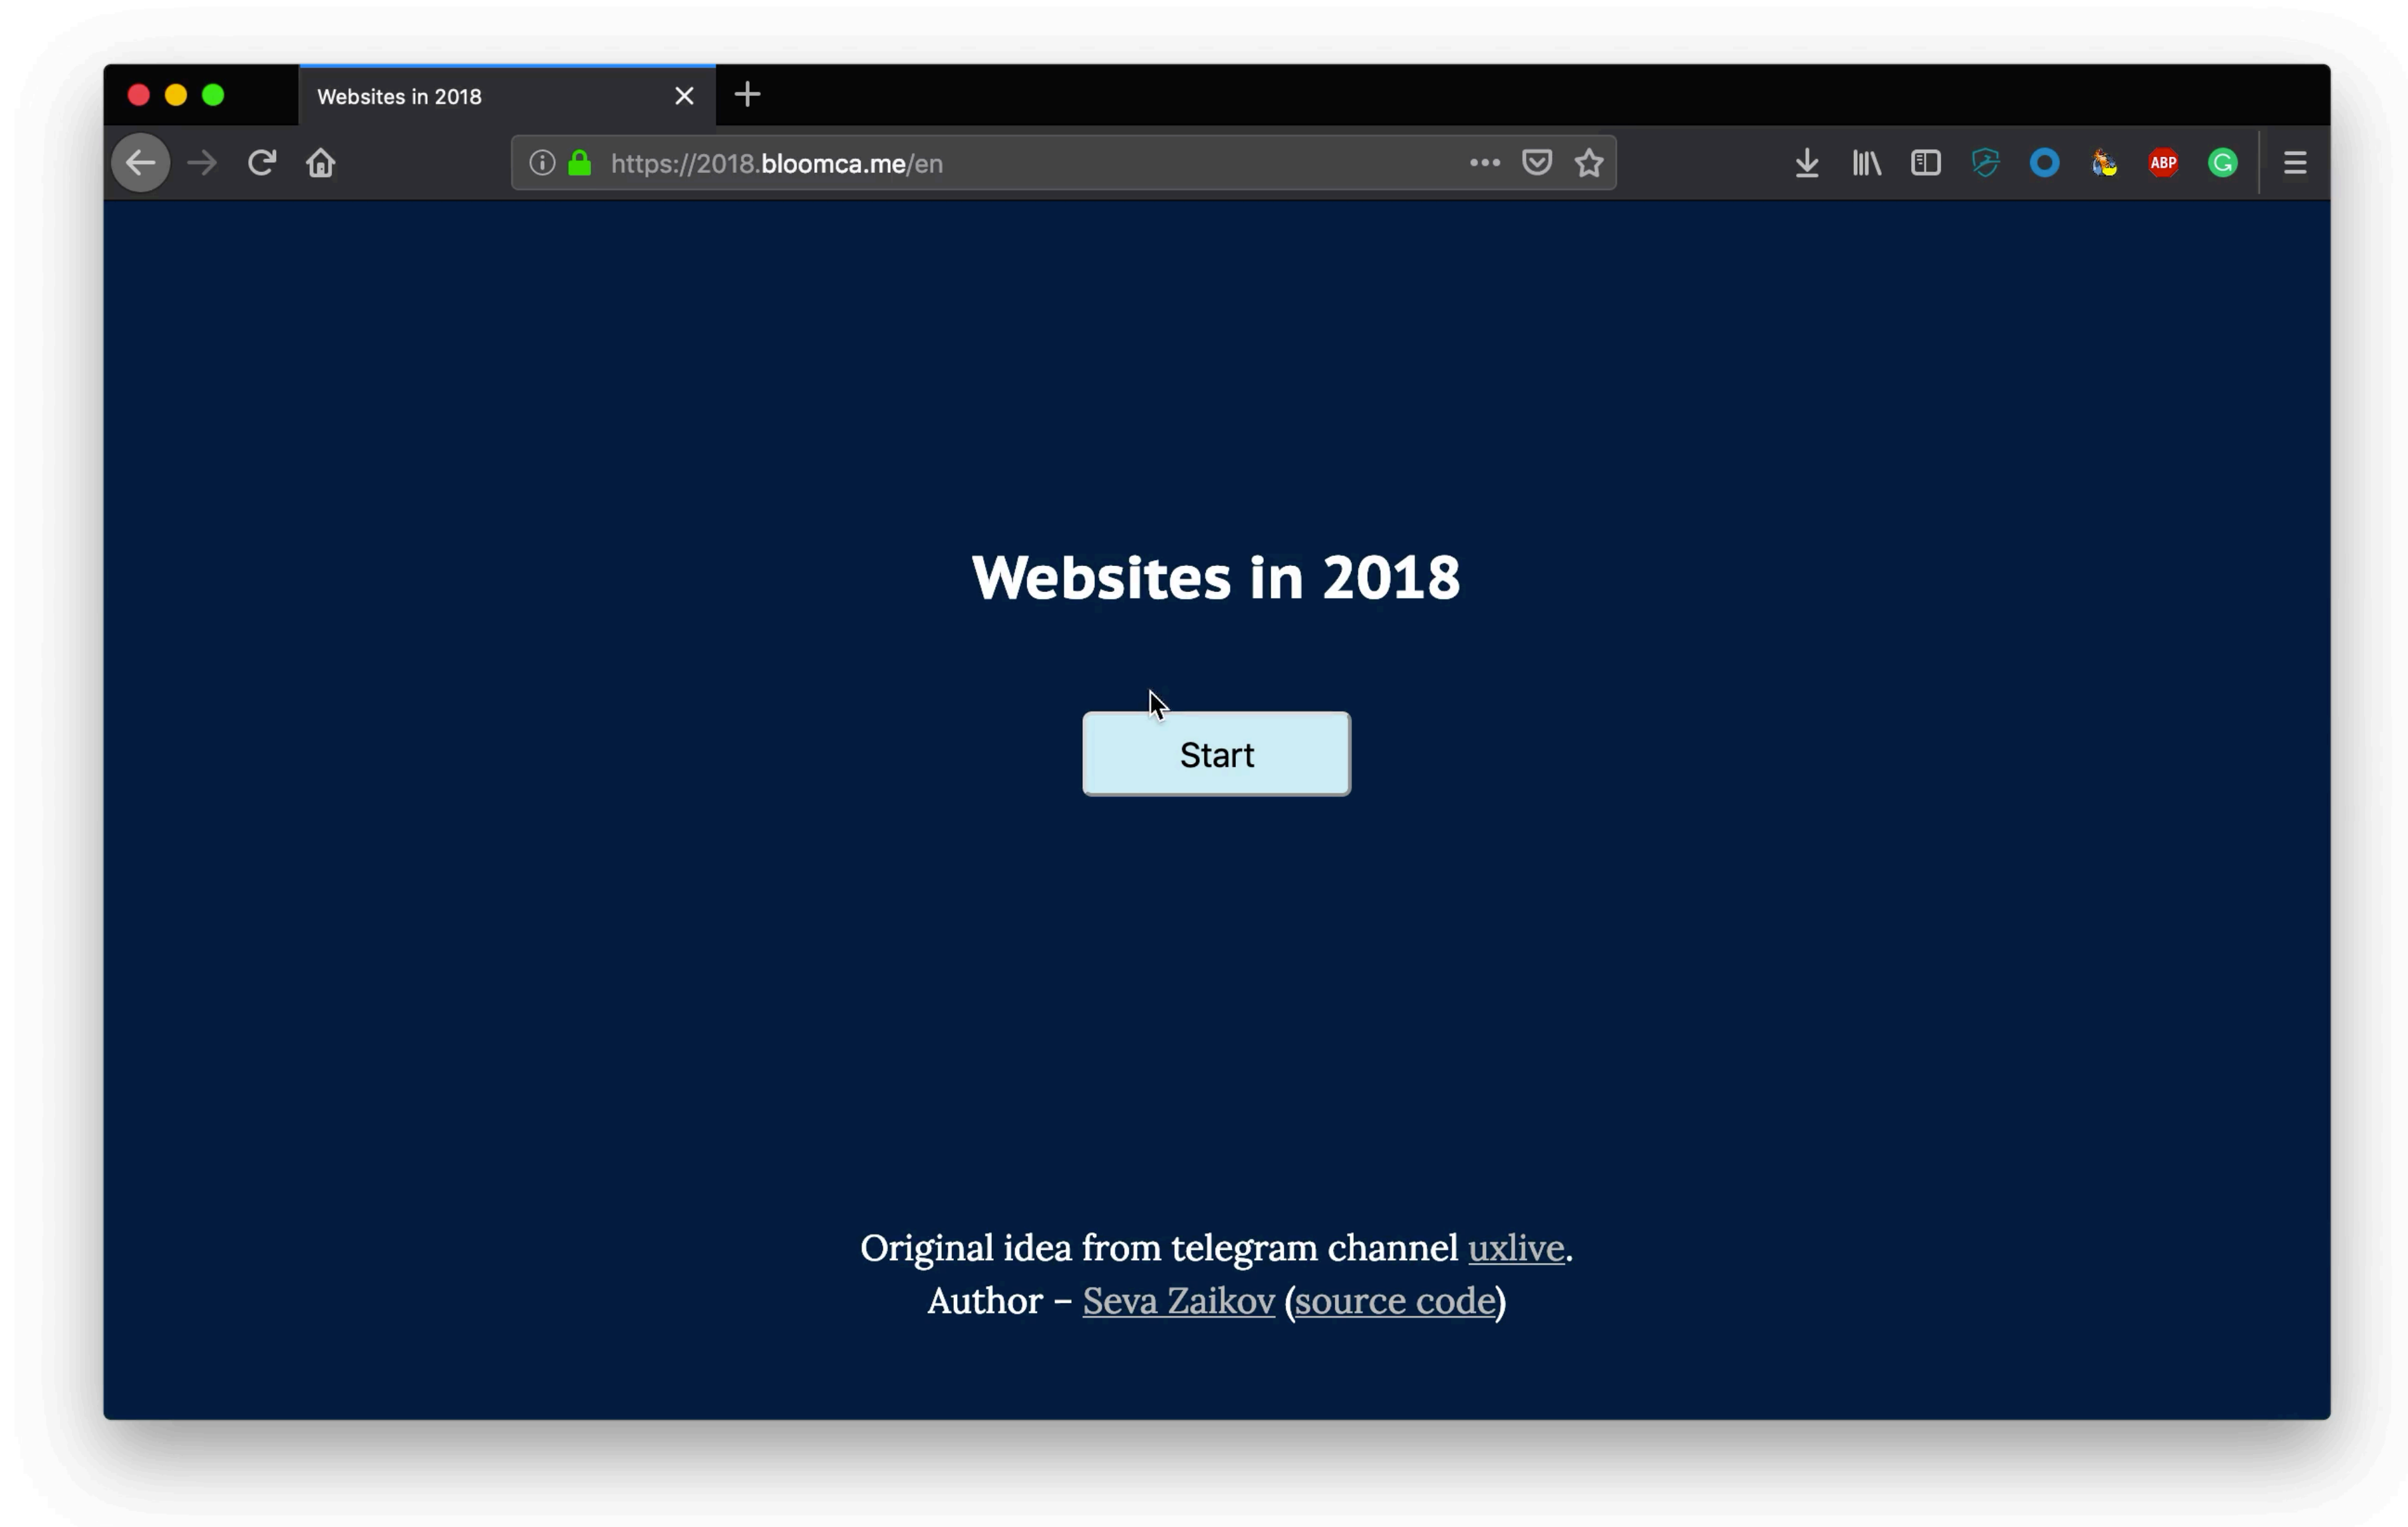 Websites in 2018
https://2018.bloomca.me/en
ABP
Websites in 2018
Start
Original idea from telegram channel uxlive.
Author – Seva Zaikov (source code)